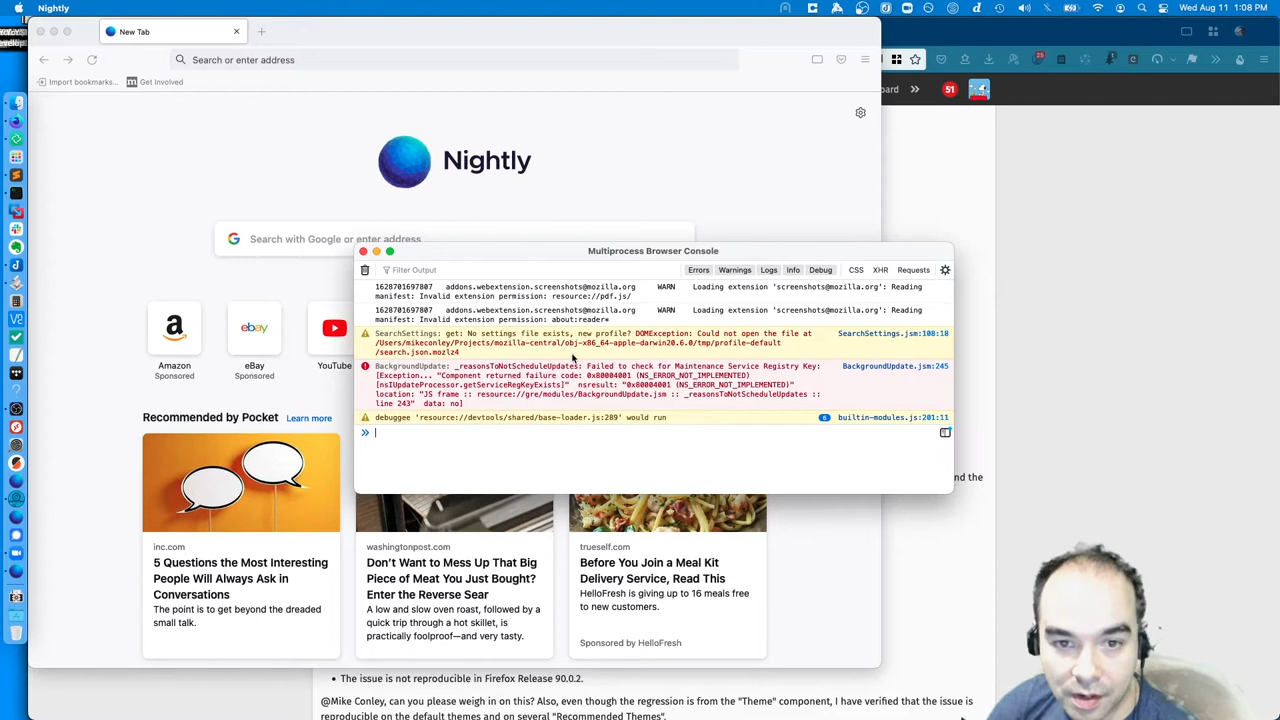 Nightly
Wed Aug 11 1:08 PM
New Tab
Search or enter address
Import bookmarks...
Get Involved
51
Nightly
Search with Google or enter address
Multiprocess Browser Console
Filter Output
Errors Warnings Logs Info Debug CSS XHR Requests
1628701697807 addons.webextension.screenshots@mozilla.org WARN Loading extension 'screenshots@mozilla.org': Reading
manifest: Invalid extension permission: resource://pdf.js/
1628701697807 addons.webextension.screenshots@mozilla.org WARN Loading extension 'screenshots@mozilla.org': Reading
manifest: Invalid extension permission: about:reader*
SearchSettings: get: No settings file exists, new profile? DOMException: Could not open the file at SearchSettings.jsm:108:18
/Users/mikeconley/Projects/mozilla-central/obj-x86_64-apple-darwin20.6.0/tmp/profile-default
/search.json.mozlz4
BackgroundUpdate: _reasonsToNotScheduleUpdates: Failed to check for Maintenance Service Registry Key: BackgroundUpdate.jsm:245
[Exception... "Component returned failure code: 0x80004001 (NS_ERROR_NOT_IMPLEMENTED)
[nsIUpdateProcessor.getServiceRegKeyExists]" nsresult: "0x80004001 (NS_ERROR_NOT_IMPLEMENTED)"
location: "JS frame :: resource://gre/modules/BackgroundUpdate.jsm :: _reasonsToNotScheduleUpdates ::
line 243" data: no]
debuggee 'resource://devtools/shared/base-loader.js:289' would run 6 builtin-modules.js:201:11
Amazon
Sponsored
ebay
eBay
Sponsored
YouTube
Recommended by Pocket Learn more
inc.com
5 Questions the Most Interesting
People Will Always Ask in
Conversations
The point is to get beyond the dreaded
small talk.
washingtonpost.com
Don't Want to Mess Up That Big
Piece of Meat You Just Bought?
Enter the Reverse Sear
A low and slow oven roast, followed by a
quick trip through a hot skillet, is
practically foolproof—and very tasty.
trueself.com
Before You Join a Meal Kit
Delivery Service, Read This
HelloFresh is giving up to 16 meals free
to new customers.
Sponsored by HelloFresh
nd the
• The issue is not reproducible in Firefox Release 90.0.2.
@Mike Conley, can you please weigh in on this? Also, even though the regression is from the "Theme" component, I have verified that the issue is
reproducible on the default themes and on several "Recommended Themes".